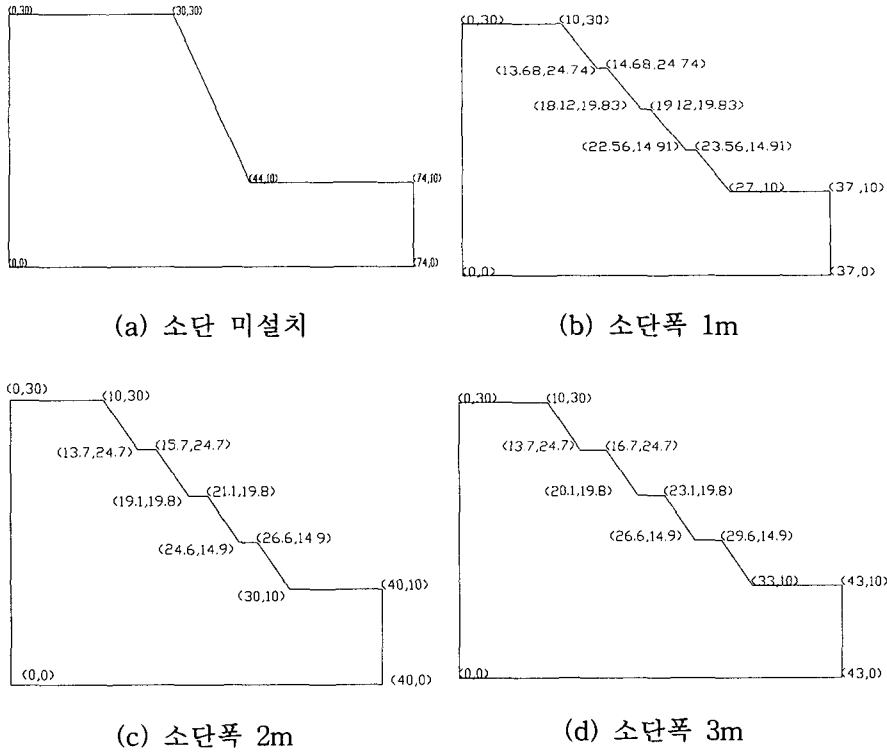 (0,30) (30,30)
(44,10) (74,10)
(0,0) (74,0)
(a) 소단 미설치
(0,30) (10,30)
(13.68,24.74) (14.68,24 74)
(18.12,19.83) (19 12,19.83)
(22.56,14 91) (23.56,14.91)
(27,10) (37,10)
(0,0) (37,0)
(b) 소단폭 1m
(0,30) (10,30)
(13.7,24.7) (15.7,24.7)
(19.1,19.8) (21.1,19.8)
(24.6,14.9) (26.6,14 9)
(30,10) (40,10)
(0,0) (40,0)
(c) 소단폭 2m
(0,30) (10,30)
(13.7,24.7) (16.7,24.7)
(20.1,19.8) (23.1,19.8)
(26.6,14.9) (29.6,14.9)
(33,10) (43,10)
(0,0) (43,0)
(d) 소단폭 3m